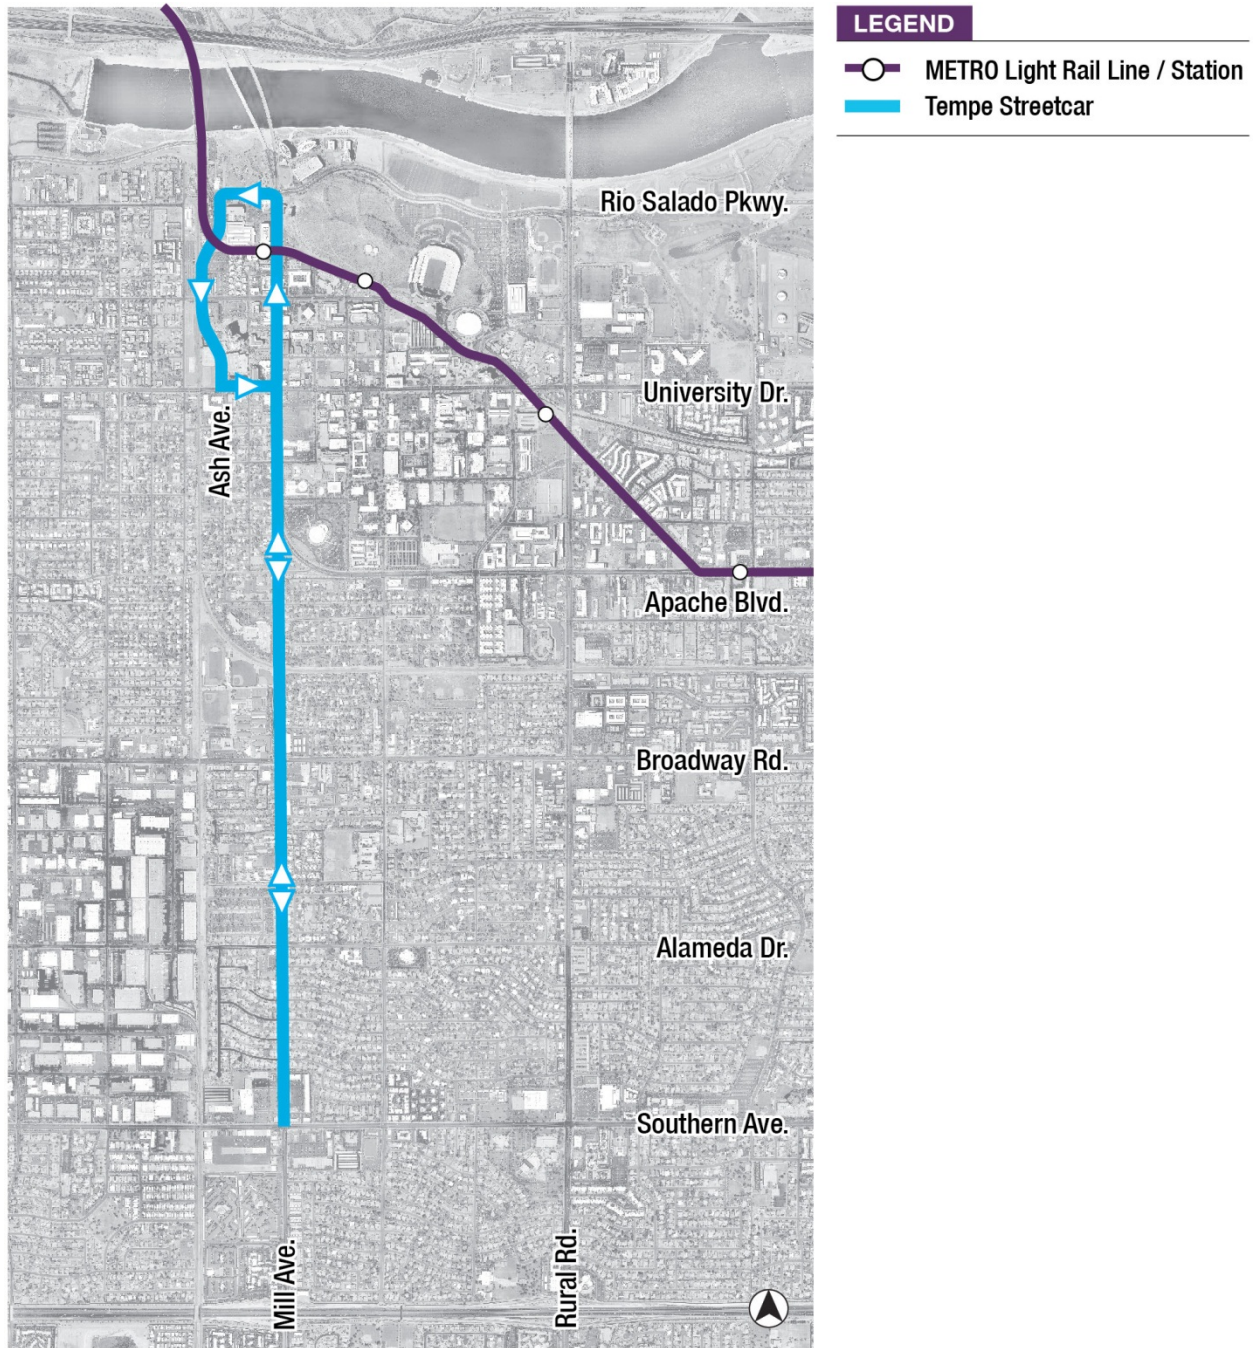 LEGEND
METRO Light Rail Line / Station
Tempe Streetcar
Rio Salado Pkwy.
University Dr.
Ash Ave.
Apache Blvd.
Broadway Rd.
Alameda Dr.
Southern Ave.
Mill Ave.
Rural Rd.